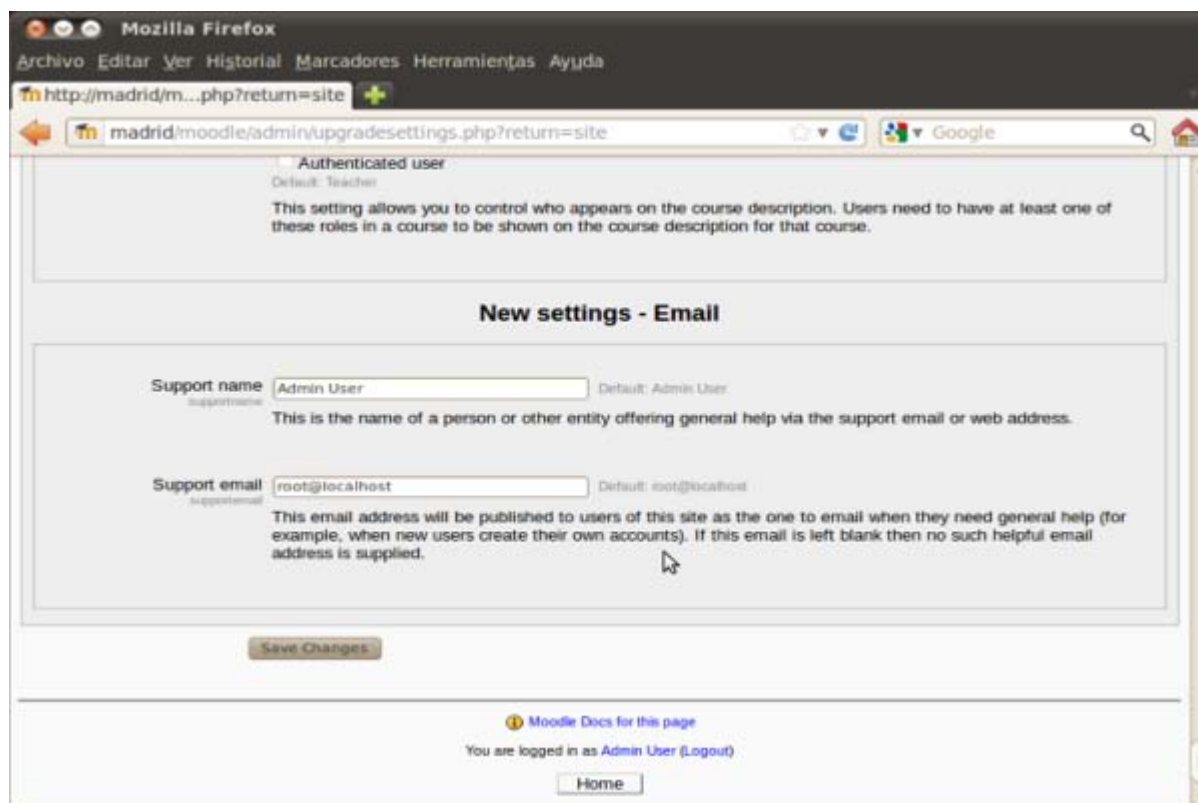 Mozilla Firefox
Archivo Editar Ver Historial Marcadores Herramientas Ayuda
http://madrid/m...php?return=site
madrid/moodle/admin/upgradesettings.php?return=site
Google
Authenticated user
Default: Teacher
This setting allows you to control who appears on the course description. Users need to have at least one of
these roles in a course to be shown on the course description for that course.
New settings - Email
Support name Admin User Default: Admin User
supportname
This is the name of a person or other entity offering general help via the support email or web address.
Support email root@localhost Default: root@localhost
supportemail
This email address will be published to users of this site as the one to email when they need general help (for
example, when new users create their own accounts). If this email is left blank then no such helpful email
address is supplied.
Save Changes
Moodle Docs for this page
You are logged in as Admin User (Logout)
Home